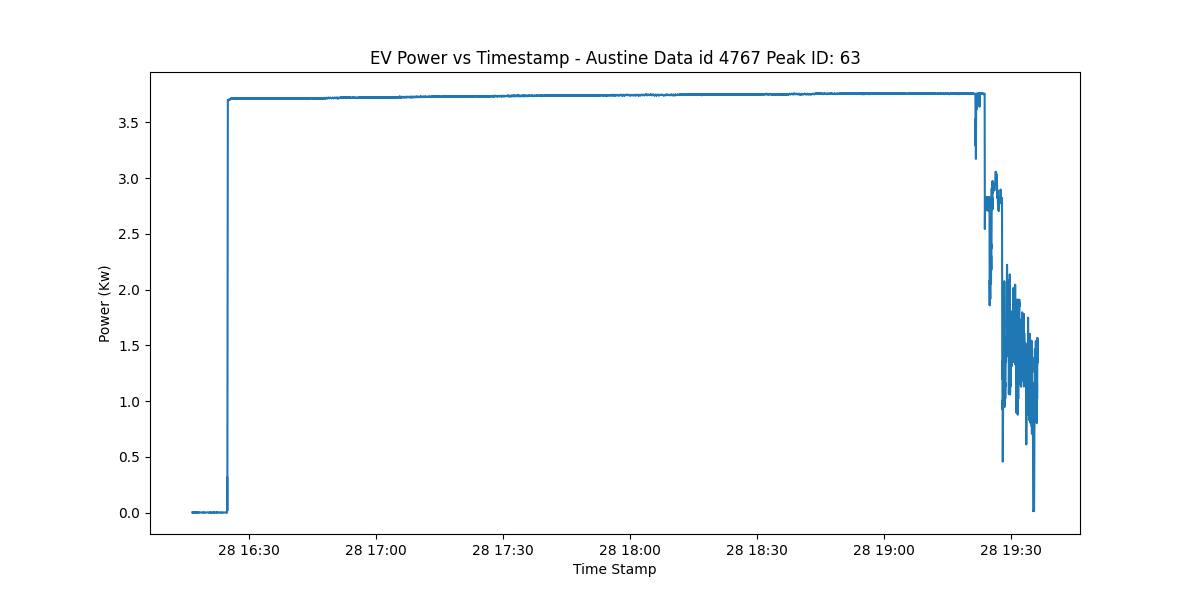 EV Power vs Timestamp - Austine Data id 4767 Peak ID: 63
Power (Kw)
3.5
3.0
2.5
2.0
1.5
1.0
0.5
0.0
28 16:30 28 17:00 28 17:30 28 18:00 28 18:30 28 19:00 28 19:30
Time Stamp